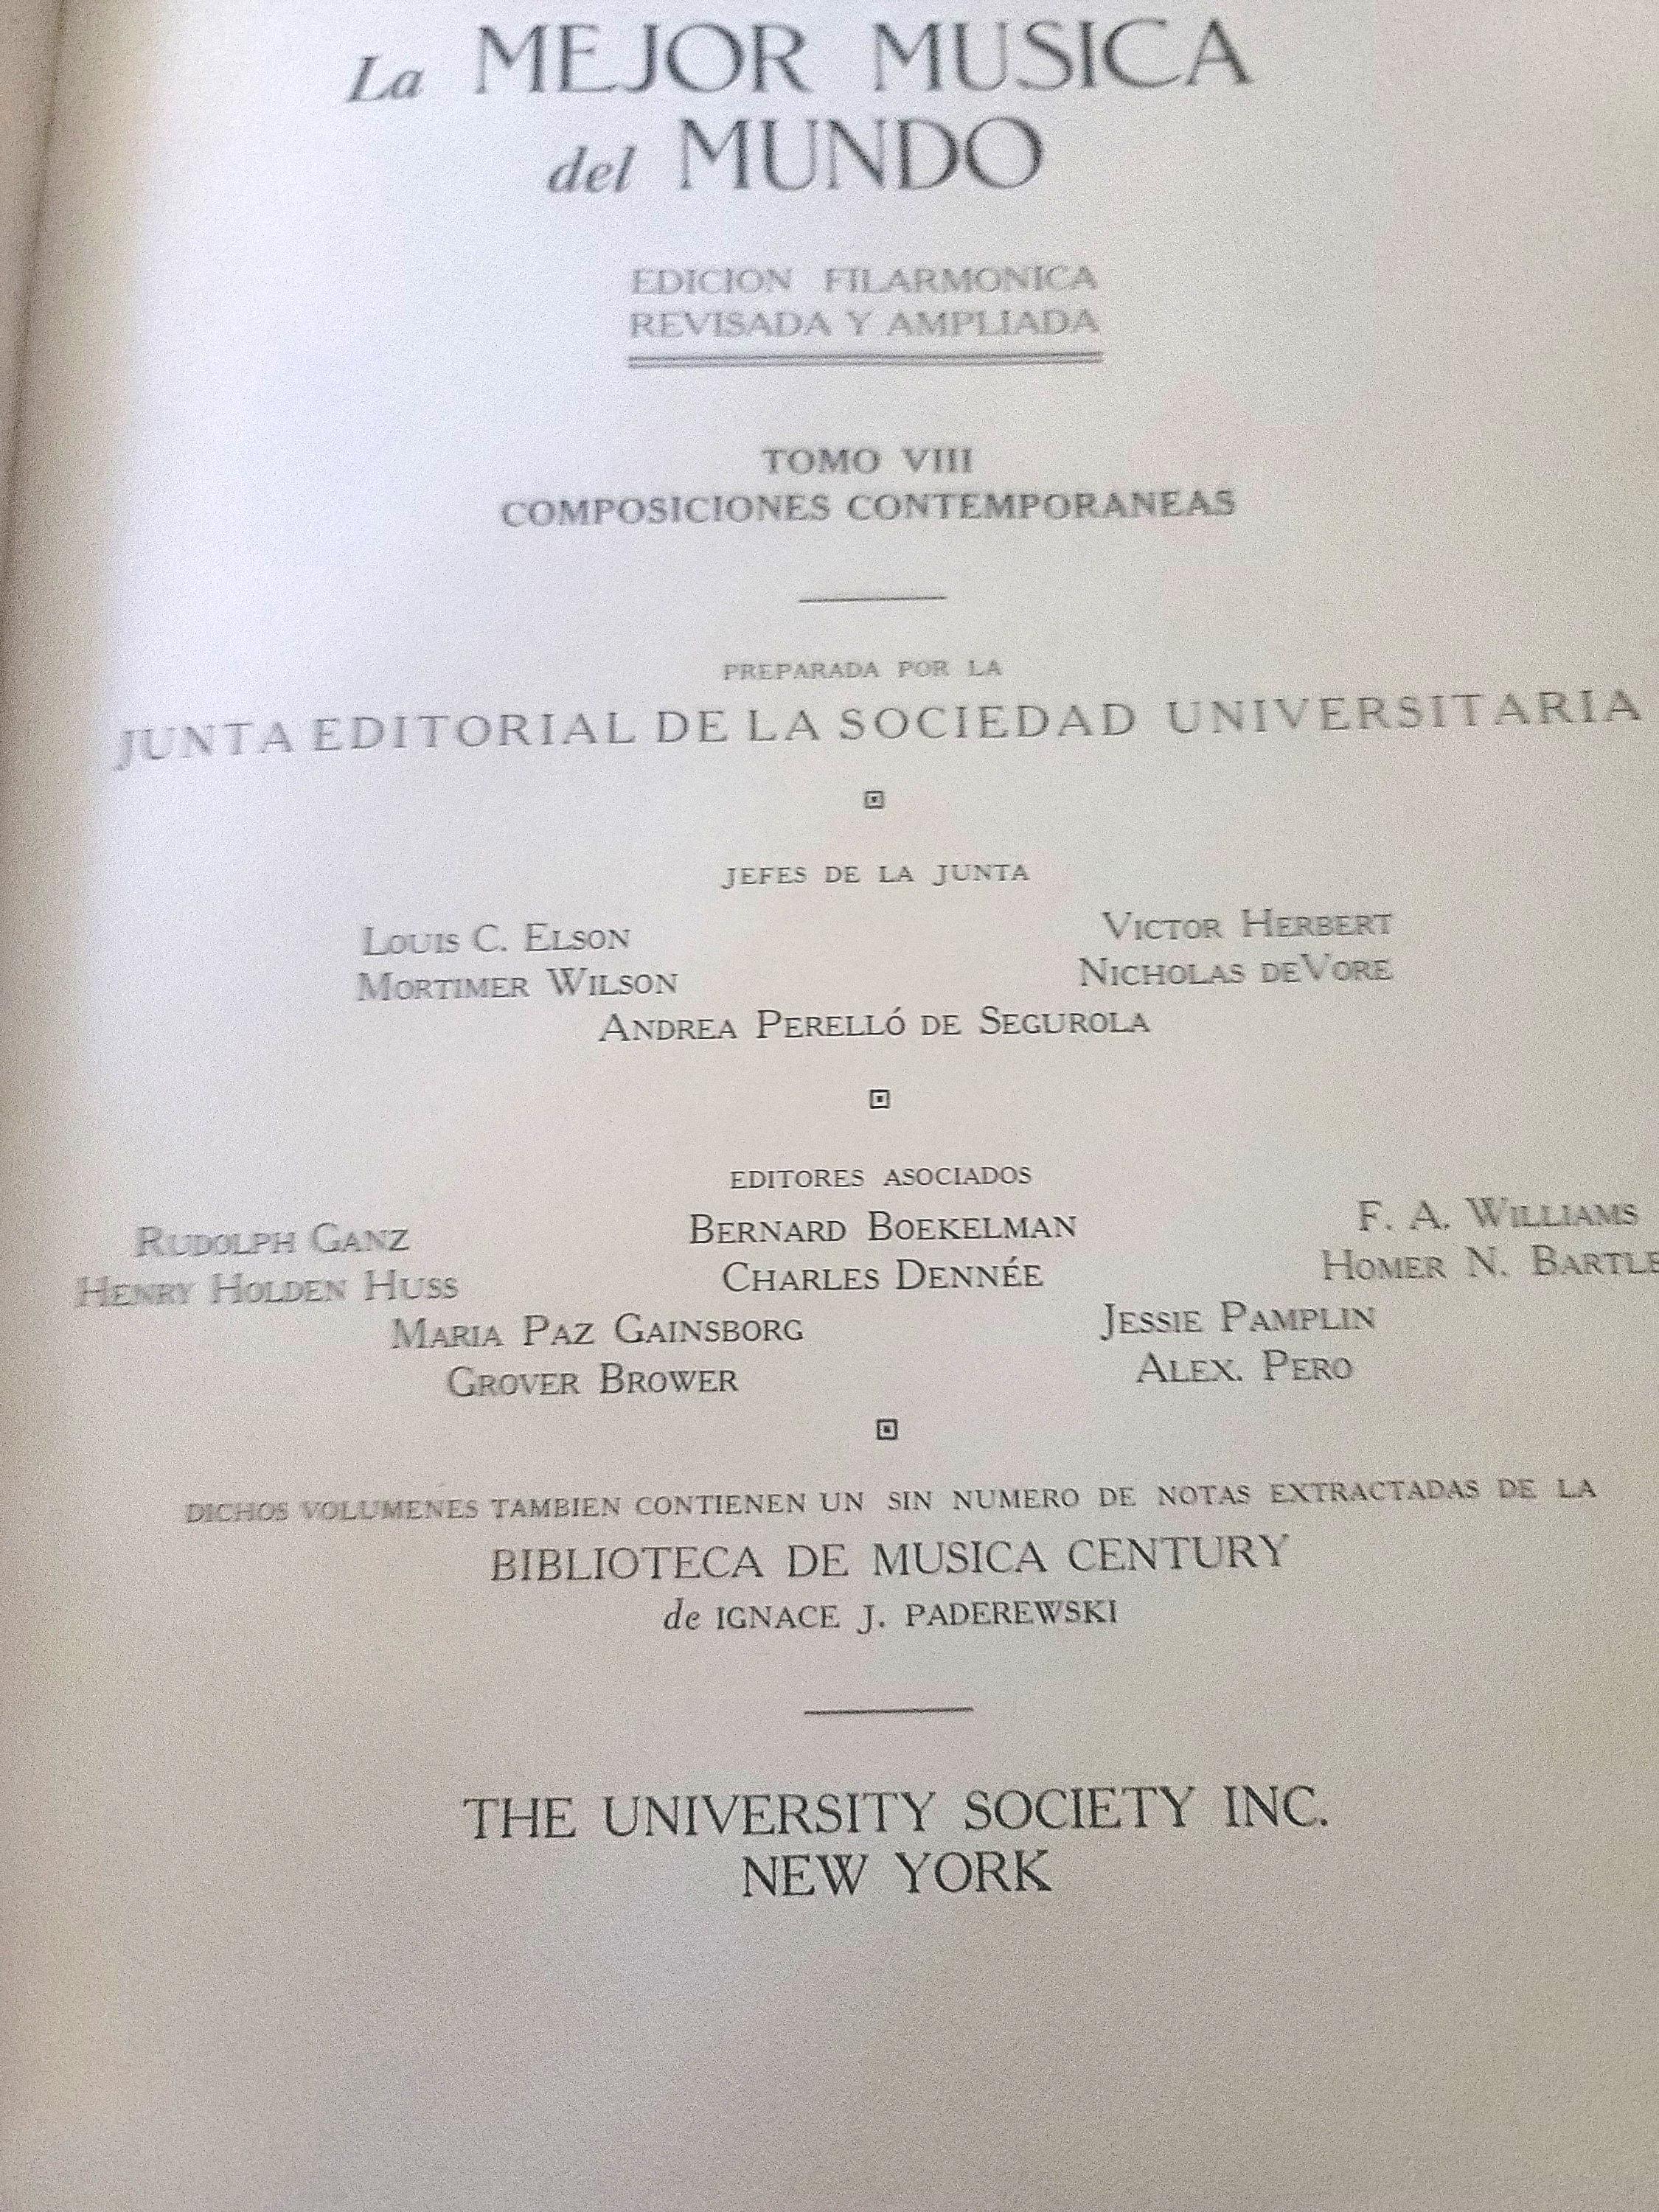 La MEJOR MUSICA
del MUNDO
EDICION FILARMONICA
REVISADA Y AMPLIADA
TOMO VIII
COMPOSICIONES CONTEMPORANEAS
PREPARADA POR LA
JUNTA EDITORIAL DE LA SOCIEDAD UNIVERSITARIA
JEFES DE LA JUNTA
LOUIS C. ELSON VICTOR HERBERT
MORTIMER WILSON NICHOLAS DEVORE
ANDREA PERELLÓ DE SEGUROLA
EDITORES ASOCIADOS
RUDOLPH GANZ BERNARD BOEKELMAN F. A. WILLIAMS
HENRY HOLDEN HUSS CHARLES DENNÉE HOMER N. BARTLE
MARIA PAZ GAINSBORG JESSIE PAMPLIN
GROVER BROWER ALEX. PERO
DICHOS VOLUMENES TAMBIEN CONTIENEN UN SIN NUMERO DE NOTAS EXTRACTADAS DE LA
BIBLIOTECA DE MUSICA CENTURY
de IGNACE J. PADEREWSKI
THE UNIVERSITY SOCIETY INC.
NEW YORK